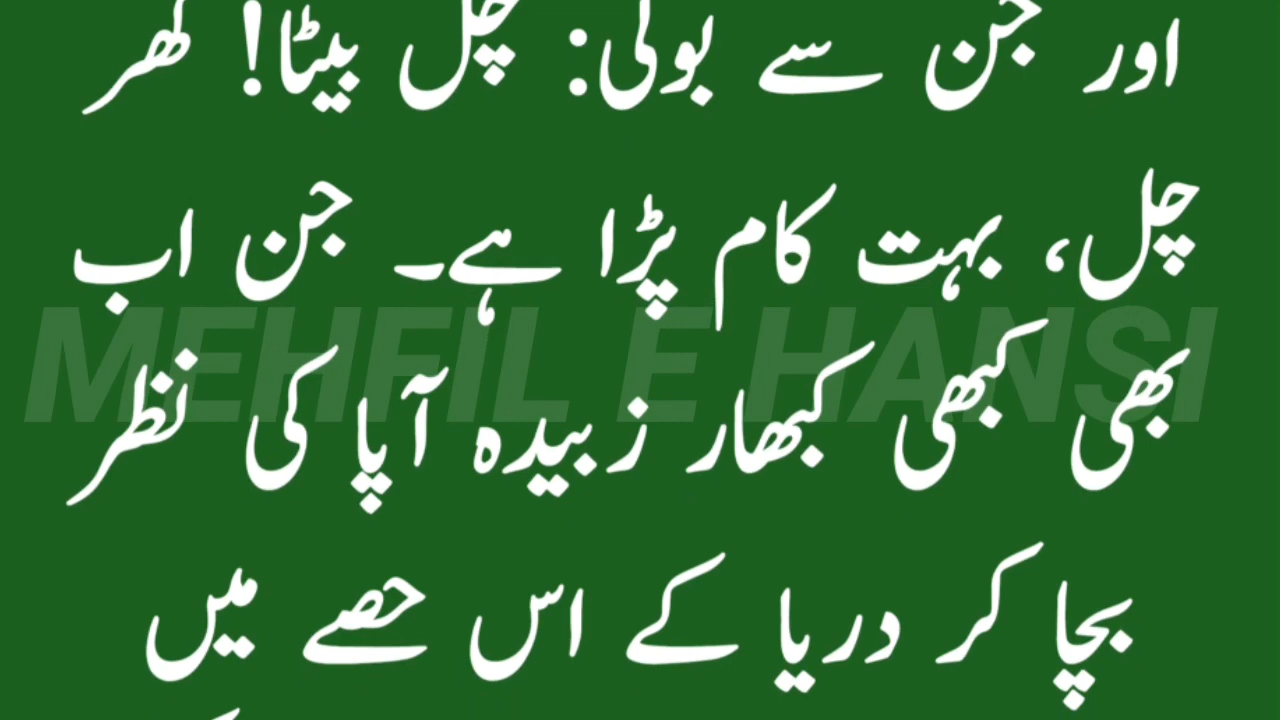 اور جن سے بولی: چل بیٹا! گھر
چل، بہت کام پڑا ہے۔ جن اب
بھی کبھی کبھار زبیدہ آپا کی نظر
بچا کر دریا کے اس حصے میں
MEHFIL E HANSI